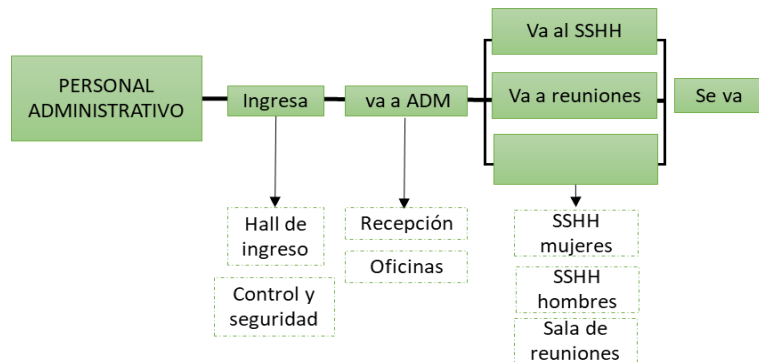 PERSONAL
ADMINISTRATIVO
Ingresa
va a ADM
Va al SSHH
Va a reuniones
Se va
Hall de
ingreso
Control y
seguridad
Recepción
Oficinas
SSHH
mujeres
SSHH
hombres
Sala de
reuniones